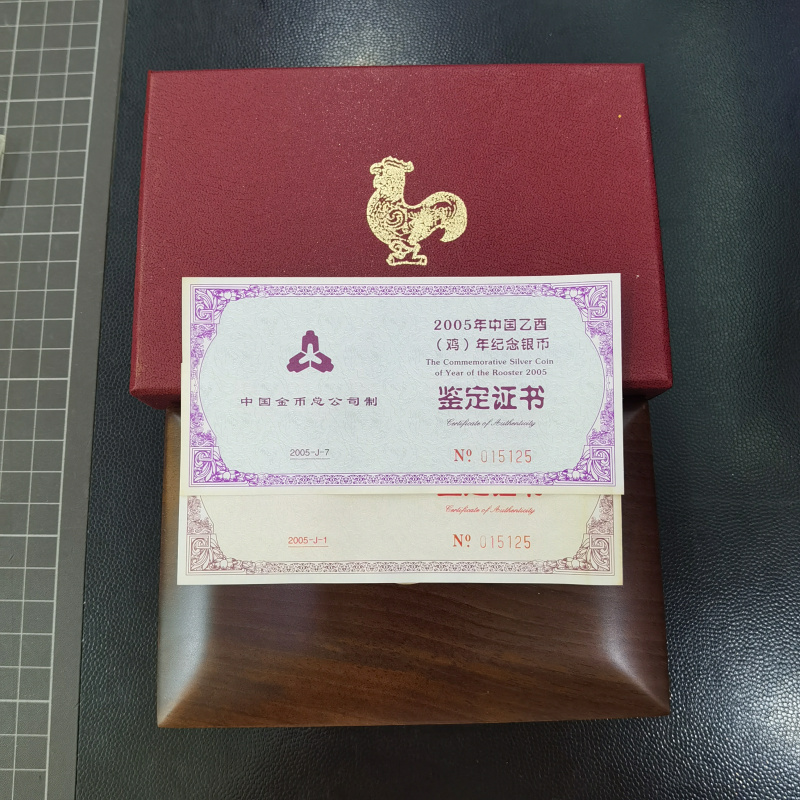 2005年中国乙酉
（鸡）年纪念银币
The Commemorative Silver Coin
of Year of the Rooster 2005
中国金币总公司制
鉴定证书
Certificate of Authenticity
2005-J-7
Nº 015125
Certificate of Authenticity
2005-J-1
Nº 015125